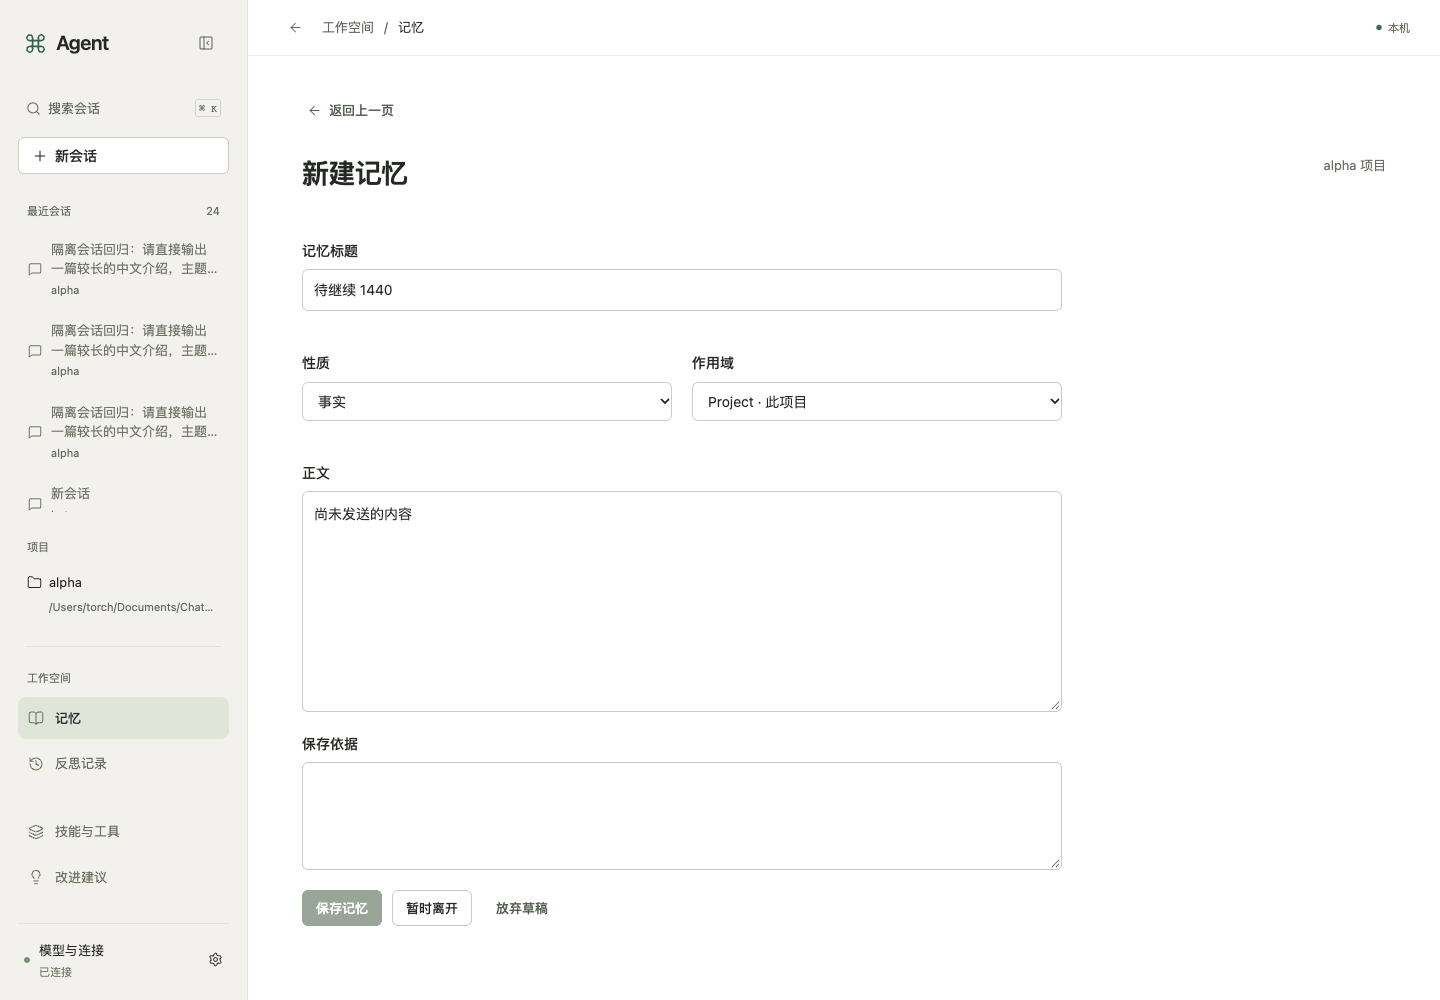 Agent
搜索会话
⌘ K
新会话
最近会话 24
隔离会话回归：请直接输出
一篇较长的中文介绍，主题...
alpha
隔离会话回归：请直接输出
一篇较长的中文介绍，主题...
alpha
隔离会话回归：请直接输出
一篇较长的中文介绍，主题...
alpha
新会话
项目
alpha
/Users/torch/Documents/Chat...
工作空间
记忆
反思记录
技能与工具
改进建议
模型与连接
已连接
工作空间 / 记忆
本机
返回上一页
新建记忆
alpha 项目
记忆标题
待继续 1440
性质 作用域
事实 Project · 此项目
正文
尚未发送的内容
保存依据
保存记忆 暂时离开 放弃草稿